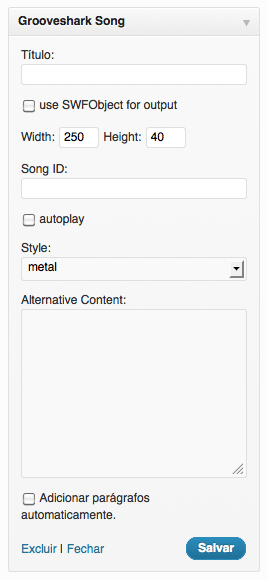 Grooveshark Song
Título:
use SWFObject for output
Width: 250 Height: 40
Song ID:
autoplay
Style:
metal
Alternative Content:
Adicionar parágrafos
automaticamente.
Excluir | Fechar Salvar